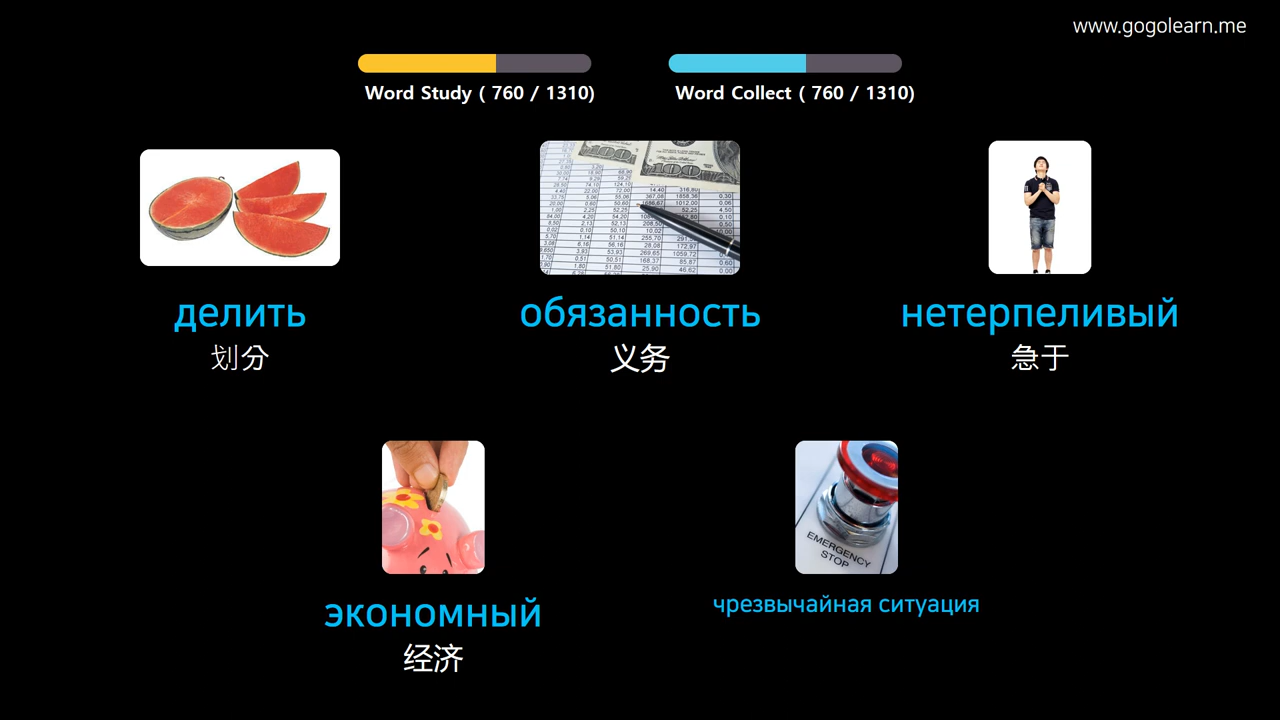 www.gogolearn.me
Word Study ( 760 / 1310)
Word Collect ( 760 / 1310)
делить
划分
обязанность
义务
нетерпеливый
急于
экономный
经济
EMERGENCY
STOP
чрезвычайная ситуация